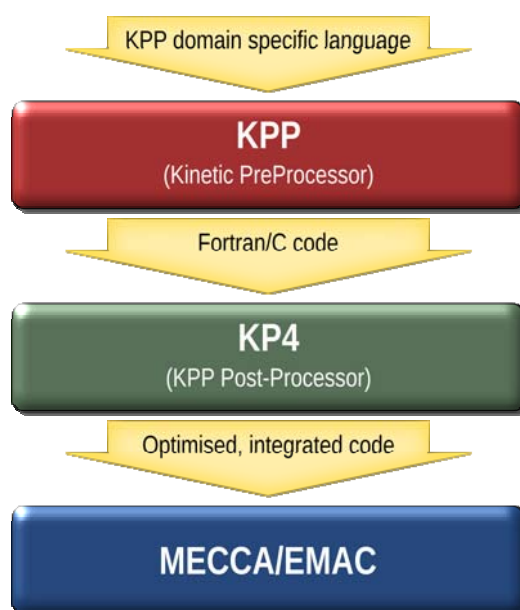 KPP domain specific language
KPP
(Kinetic PreProcessor)
Fortran/C code
KP4
(KPP Post-Processor)
Optimised, integrated code
MECCA/EMAC